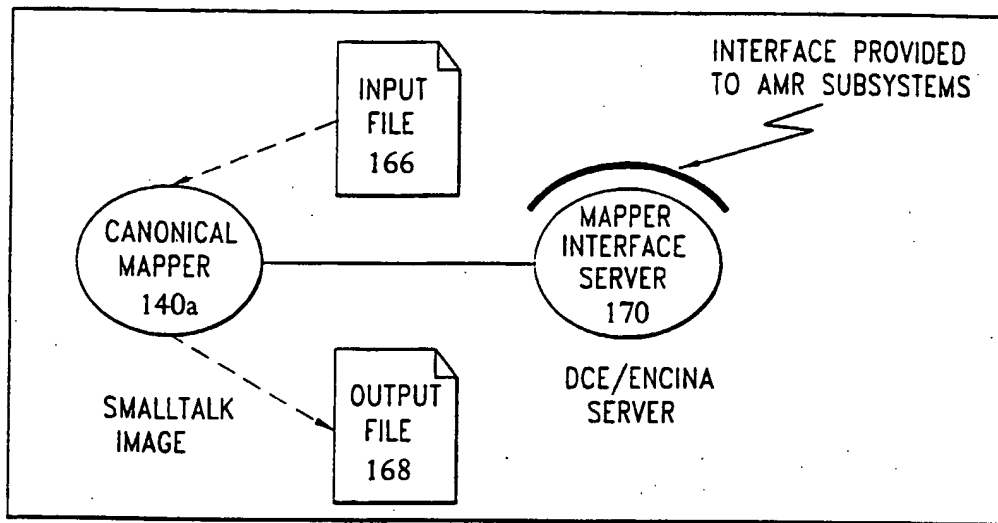 INPUT
FILE
166
INTERFACE PROVIDED
TO AMR SUBSYSTEMS
CANONICAL
MAPPER
140a
MAPPER
INTERFACE
SERVER
170
SMALLTALK
IMAGE
OUTPUT
FILE
168
DCE/ENCINA
SERVER